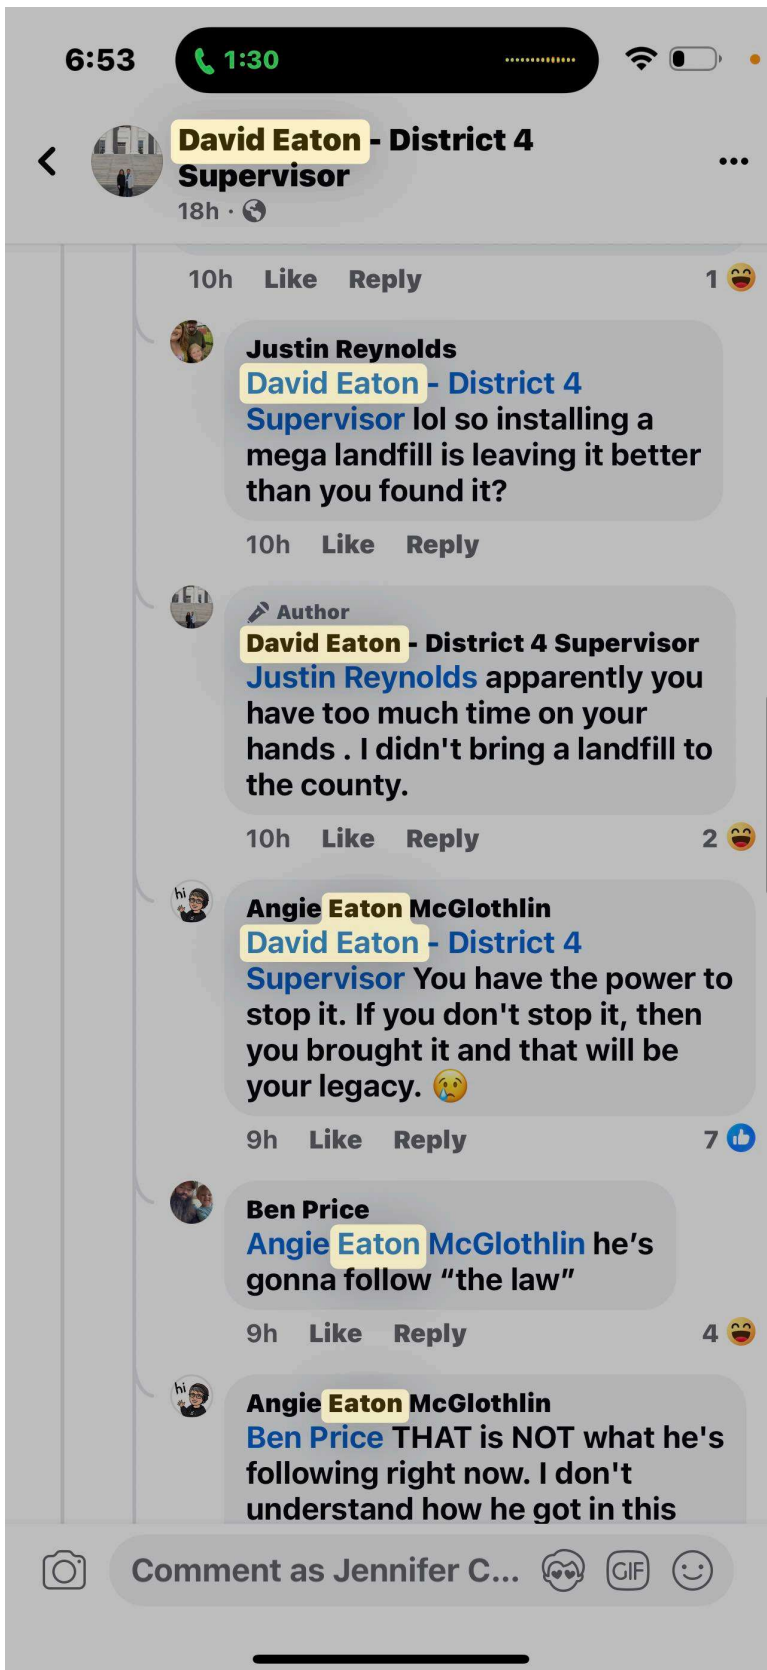 6:53 1:30
David Eaton - District 4
Supervisor
18h ·
10h Like Reply 1
Justin Reynolds
David Eaton - District 4
Supervisor lol so installing a
mega landfill is leaving it better
than you found it?
10h Like Reply
Author
David Eaton - District 4 Supervisor
Justin Reynolds apparently you
have too much time on your
hands . I didn't bring a landfill to
the county.
10h Like Reply 2
hi
Angie Eaton McGlothlin
David Eaton - District 4
Supervisor You have the power to
stop it. If you don't stop it, then
you brought it and that will be
your legacy. 😢
9h Like Reply 7
Ben Price
Angie Eaton McGlothlin he's
gonna follow “the law”
9h Like Reply 4
hi
Angie Eaton McGlothlin
Ben Price THAT is NOT what he's
following right now. I don't
understand how he got in this
Comment as Jennifer C... GIF